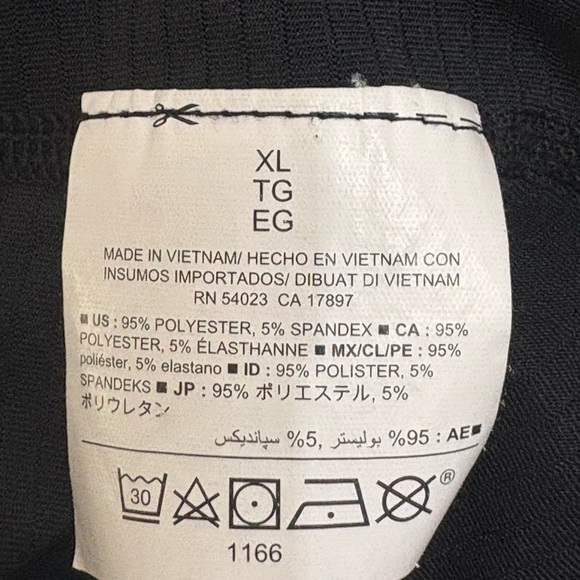 XL
TG
EG
MADE IN VIETNAM/ HECHO EN VIETNAM CON
INSUMOS IMPORTADOS/ DIBUAT DI VIETNAM
RN 54023 CA 17897
■ US : 95% POLYESTER, 5% SPANDEX ■ CA : 95%
POLYESTER, 5% ÉLASTHANNE ■ MX/CL/PE : 95%
poliéster, 5% elastano ■ ID : 95% POLISTER, 5%
SPANDEKS ■ JP : 95% ポリエステル, 5%
ポリウレタン
■AE : 95% بوليستر, 5% سپاندیکس
30
®
1166